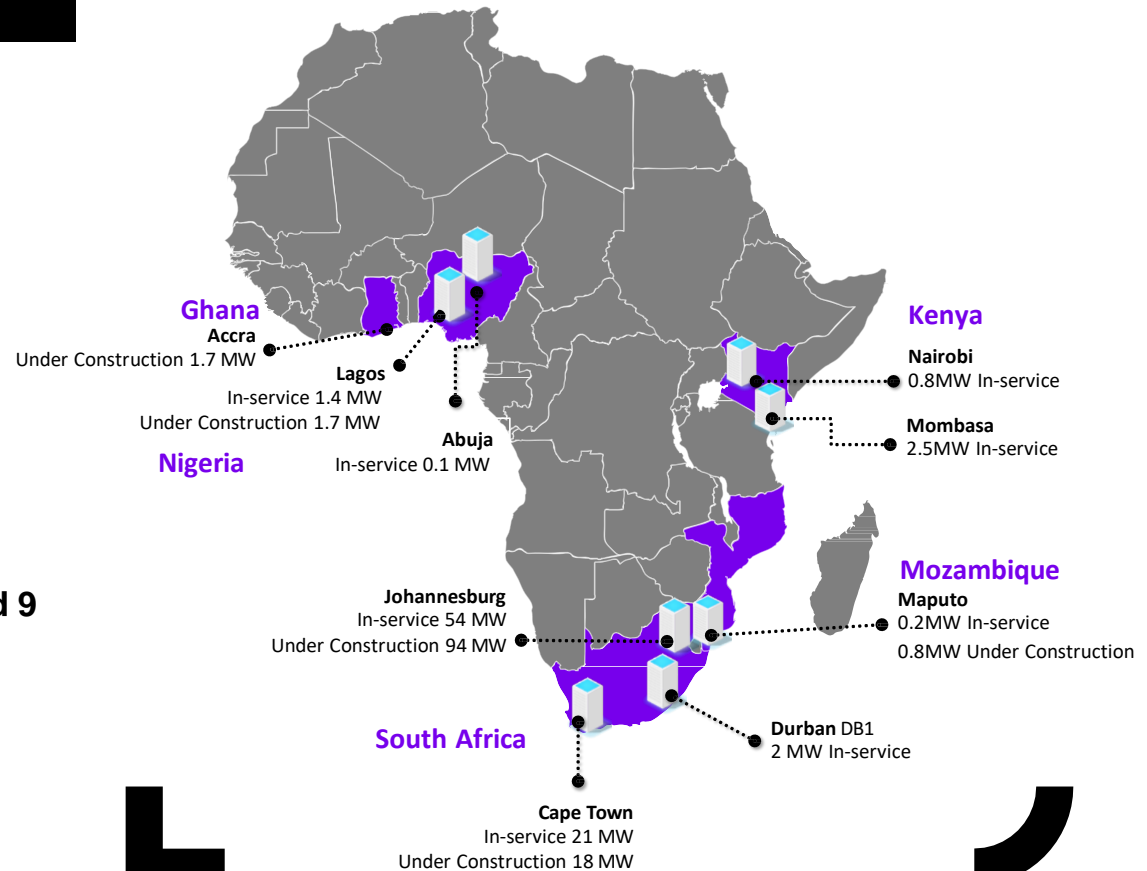 Ghana
Accra
Under Construction 1.7 MW
Lagos
In-service 1.4 MW
Under Construction 1.7 MW
Nigeria
Abuja
In-service 0.1 MW
Kenya
Nairobi
0.8MW In-service
Mombasa
2.5MW In-service
Mozambique
Maputo
0.2MW In-service
0.8MW Under Construction
d 9
Johannesburg
In-service 54 MW
Under Construction 94 MW
South Africa
Durban DB1
2 MW In-service
Cape Town
In-service 21 MW
Under Construction 18 MW